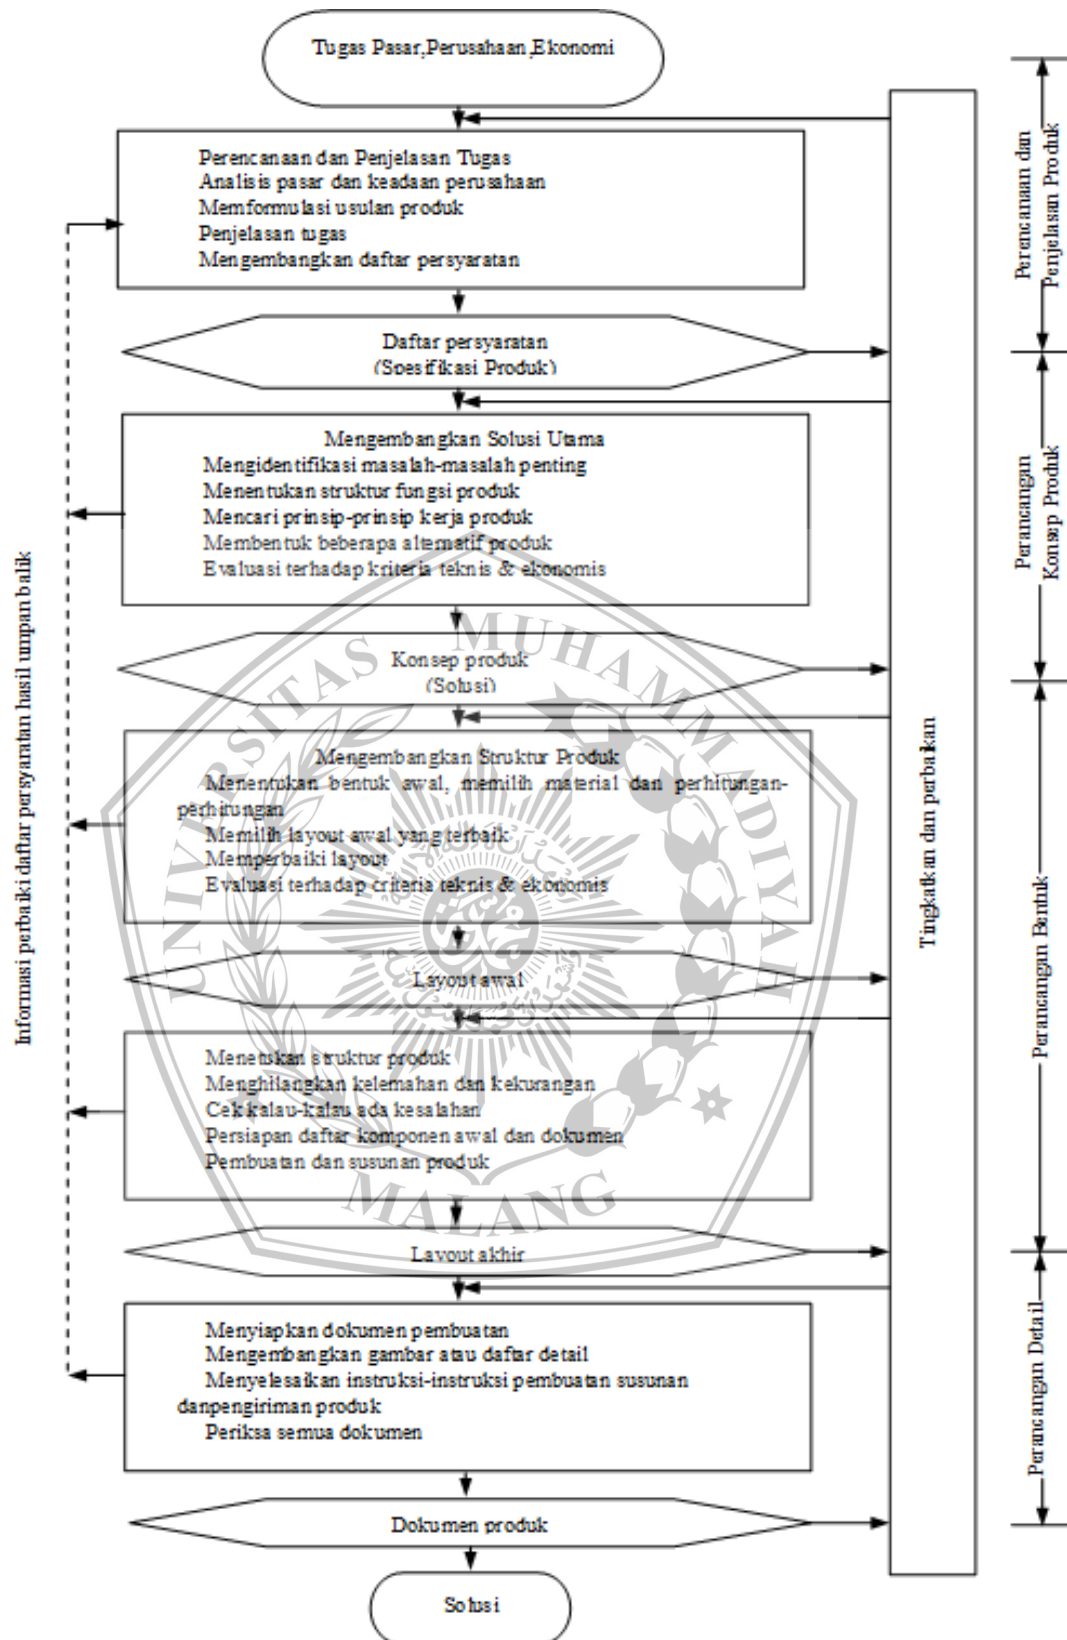 Tugas Pasar,Perusahaan,Ekonomi
Perencanaan dan Penjelasan Tugas
Analisis pasar dan keadaan perusahaan
Memformulasi usulan produk
Penjelasan tugas
Mengembangkan daftar persyaratan
Daftar persyaratan
(Spesifikasi Produk)
Mengembangkan Solusi Utama
Mengidentifikasi masalah-masalah penting
Menentukan struktur fungsi produk
Mencari prinsip-prinsip kerja produk
Membentuk beberapa alternatif produk
Evaluasi terhadap kriteria teknis & ekonomis
Konsep produk
(Solusi)
Mengembangkan Struktur Produk
Menentukan bentuk awal, memilih material dan perhitungan-
perhitungan
Memilih layout awal yang terbaik
Memperbaiki layout
Evaluasi terhadap criteria teknis & ekonomis
Layout awal
Menetukan struktur produk
Menghilangkan kelemahan dan kekurangan
Cek kalau-kalau ada kesalahan
Persiapan daftar komponen awal dan dokumen
Pembuatan dan susunan produk
Layout akhir
Menyiapkan dokumen pembuatan
Mengembangkan gambar atau daftar detail
Menyelesaikan instruksi-instruksi pembuatan susunan
danpengiriman produk
Periksa semua dokumen
Dokumen produk
Solusi
Informasi perbaiki daftar persyaratan hasil umpan balik
Tingkatkan dan perbaikan
Perencanaan dan
Penjelasan Produk
Perancangan
Konsep Produk
Perancangan Bentuk
Perancangan Detail
UNIVERSITAS MUHAMMADIYAH
MALANG